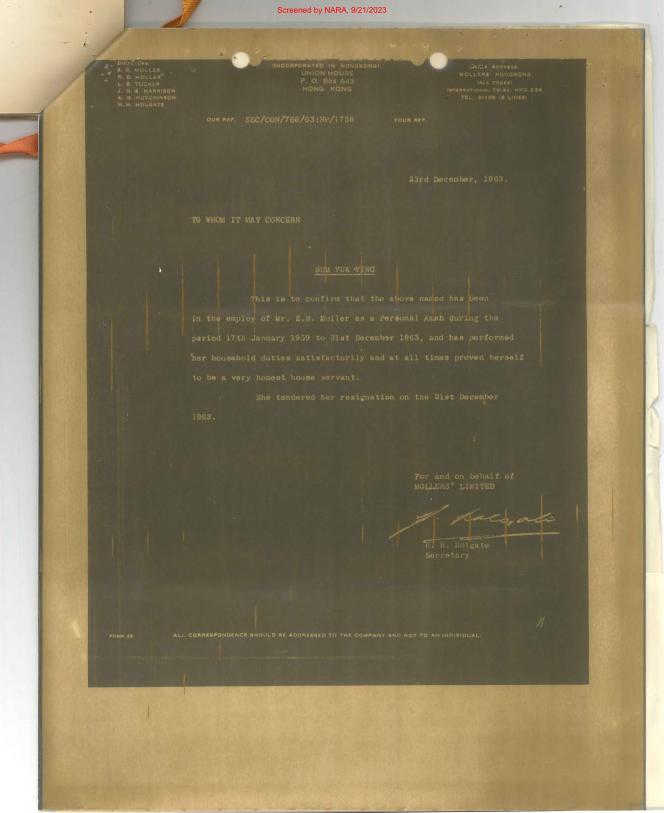 Screened by NARA, 9/21/2023
Directors:
E. B. MOLLER
R. B. MOLLER
L. E. TUCKER
J. R. G. HARRISON
A. G. HUTCHINSON
H. H. HOLGATE
(INCORPORATED IN HONGKONG)
UNION HOUSE
P. O. Box 643
HONG KONG
Address:
MOLLERS HONGKONG
(ALL CODES)
INTERNATIONAL TELEX: HKG 236
TEL. 31156 (5 LINES)
OUR REF. SEC/CON/766/63:NP/1758
YOUR REF.
23rd December, 1963.
TO WHOM IT MAY CONCERN
SUM YUK YING
This is to confirm that the above named has been
in the employ of Mr. E.B. Moller as a Personal Amah during the
period 17th January 1959 to 21st December 1963, and has performed
her household duties satisfactorily and at all times proved herself
to be a very honest house servant.
She tendered her resignation on the 21st December
1963.
For and on behalf of
MOLLERS' LIMITED
H. Holgate
H. H. Holgate
Secretary
FORM 28
ALL CORRESPONDENCE SHOULD BE ADDRESSED TO THE COMPANY AND NOT TO AN INDIVIDUAL.